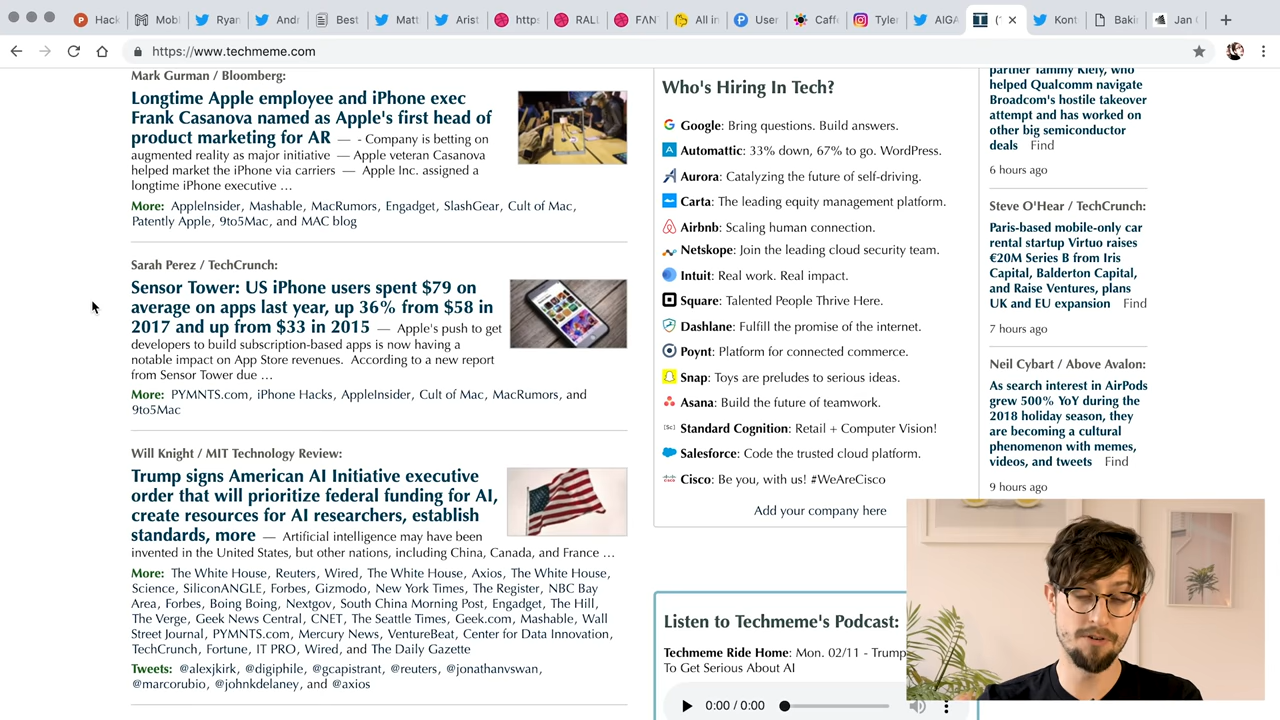 Hack
Mobi
Ryan
Andr
Best
Matt
Arist
https
RALL
FΛNT
All in
User
Caffe
Tyler
AIGA
(
Kont
Bakin
Jan (
https://www.techmeme.com
Mark Gurman / Bloomberg:
Longtime Apple employee and iPhone exec
Frank Casanova named as Apple's first head of
product marketing for AR — - Company is betting on
augmented reality as major initiative — Apple veteran Casanova
helped market the iPhone via carriers — Apple Inc. assigned a
longtime iPhone executive …
More: AppleInsider, Mashable, MacRumors, Engadget, SlashGear, Cult of Mac,
Patently Apple, 9to5Mac, and MAC blog
Sarah Perez / TechCrunch:
Sensor Tower: US iPhone users spent $79 on
average on apps last year, up 36% from $58 in
2017 and up from $33 in 2015 — Apple's push to get
developers to build subscription-based apps is now having a
notable impact on App Store revenues. According to a new report
from Sensor Tower due …
More: PYMNTS.com, iPhone Hacks, AppleInsider, Cult of Mac, MacRumors, and
9to5Mac
Will Knight / MIT Technology Review:
Trump signs American AI Initiative executive
order that will prioritize federal funding for AI,
create resources for AI researchers, establish
standards, more — Artificial intelligence may have been
invented in the United States, but other nations, including China, Canada, and France …
More: The White House, Reuters, Wired, The White House, Axios, The White House,
Science, SiliconANGLE, Forbes, Gizmodo, New York Times, The Register, NBC Bay
Area, Forbes, Boing Boing, Nextgov, South China Morning Post, Engadget, The Hill,
The Verge, Geek News Central, CNET, The Seattle Times, Geek.com, Mashable, Wall
Street Journal, PYMNTS.com, Mercury News, VentureBeat, Center for Data Innovation,
TechCrunch, Fortune, IT PRO, Wired, and The Daily Gazette
Tweets: @alexjkirk, @digiphile, @gcapistrant, @reuters, @jonathanvswan,
@marcorubio, @johnkdelaney, and @axios
Who's Hiring In Tech?
Google: Bring questions. Build answers.
Automattic: 33% down, 67% to go. WordPress.
Aurora: Catalyzing the future of self-driving.
Carta: The leading equity management platform.
Airbnb: Scaling human connection.
Netskope: Join the leading cloud security team.
Intuit: Real work. Real impact.
Square: Talented People Thrive Here.
Dashlane: Fulfill the promise of the internet.
Poynt: Platform for connected commerce.
Snap: Toys are preludes to serious ideas.
Asana: Build the future of teamwork.
[Sc] Standard Cognition: Retail + Computer Vision!
Salesforce: Code the trusted cloud platform.
Cisco: Be you, with us! #WeAreCisco
Add your company here
Listen to Techmeme's Podcast:
Techmeme Ride Home: Mon. 02/11 - Trump
To Get Serious About AI
0:00 / 0:00
partner Tammy Kiely, who
helped Qualcomm navigate
Broadcom's hostile takeover
attempt and has worked on
other big semiconductor
deals Find
6 hours ago
Steve O'Hear / TechCrunch:
Paris-based mobile-only car
rental startup Virtuo raises
€20M Series B from Iris
Capital, Balderton Capital,
and Raise Ventures, plans
UK and EU expansion Find
7 hours ago
Neil Cybart / Above Avalon:
As search interest in AirPods
grew 500% YoY during the
2018 holiday season, they
are becoming a cultural
phenomenon with memes,
videos, and tweets Find
9 hours ago